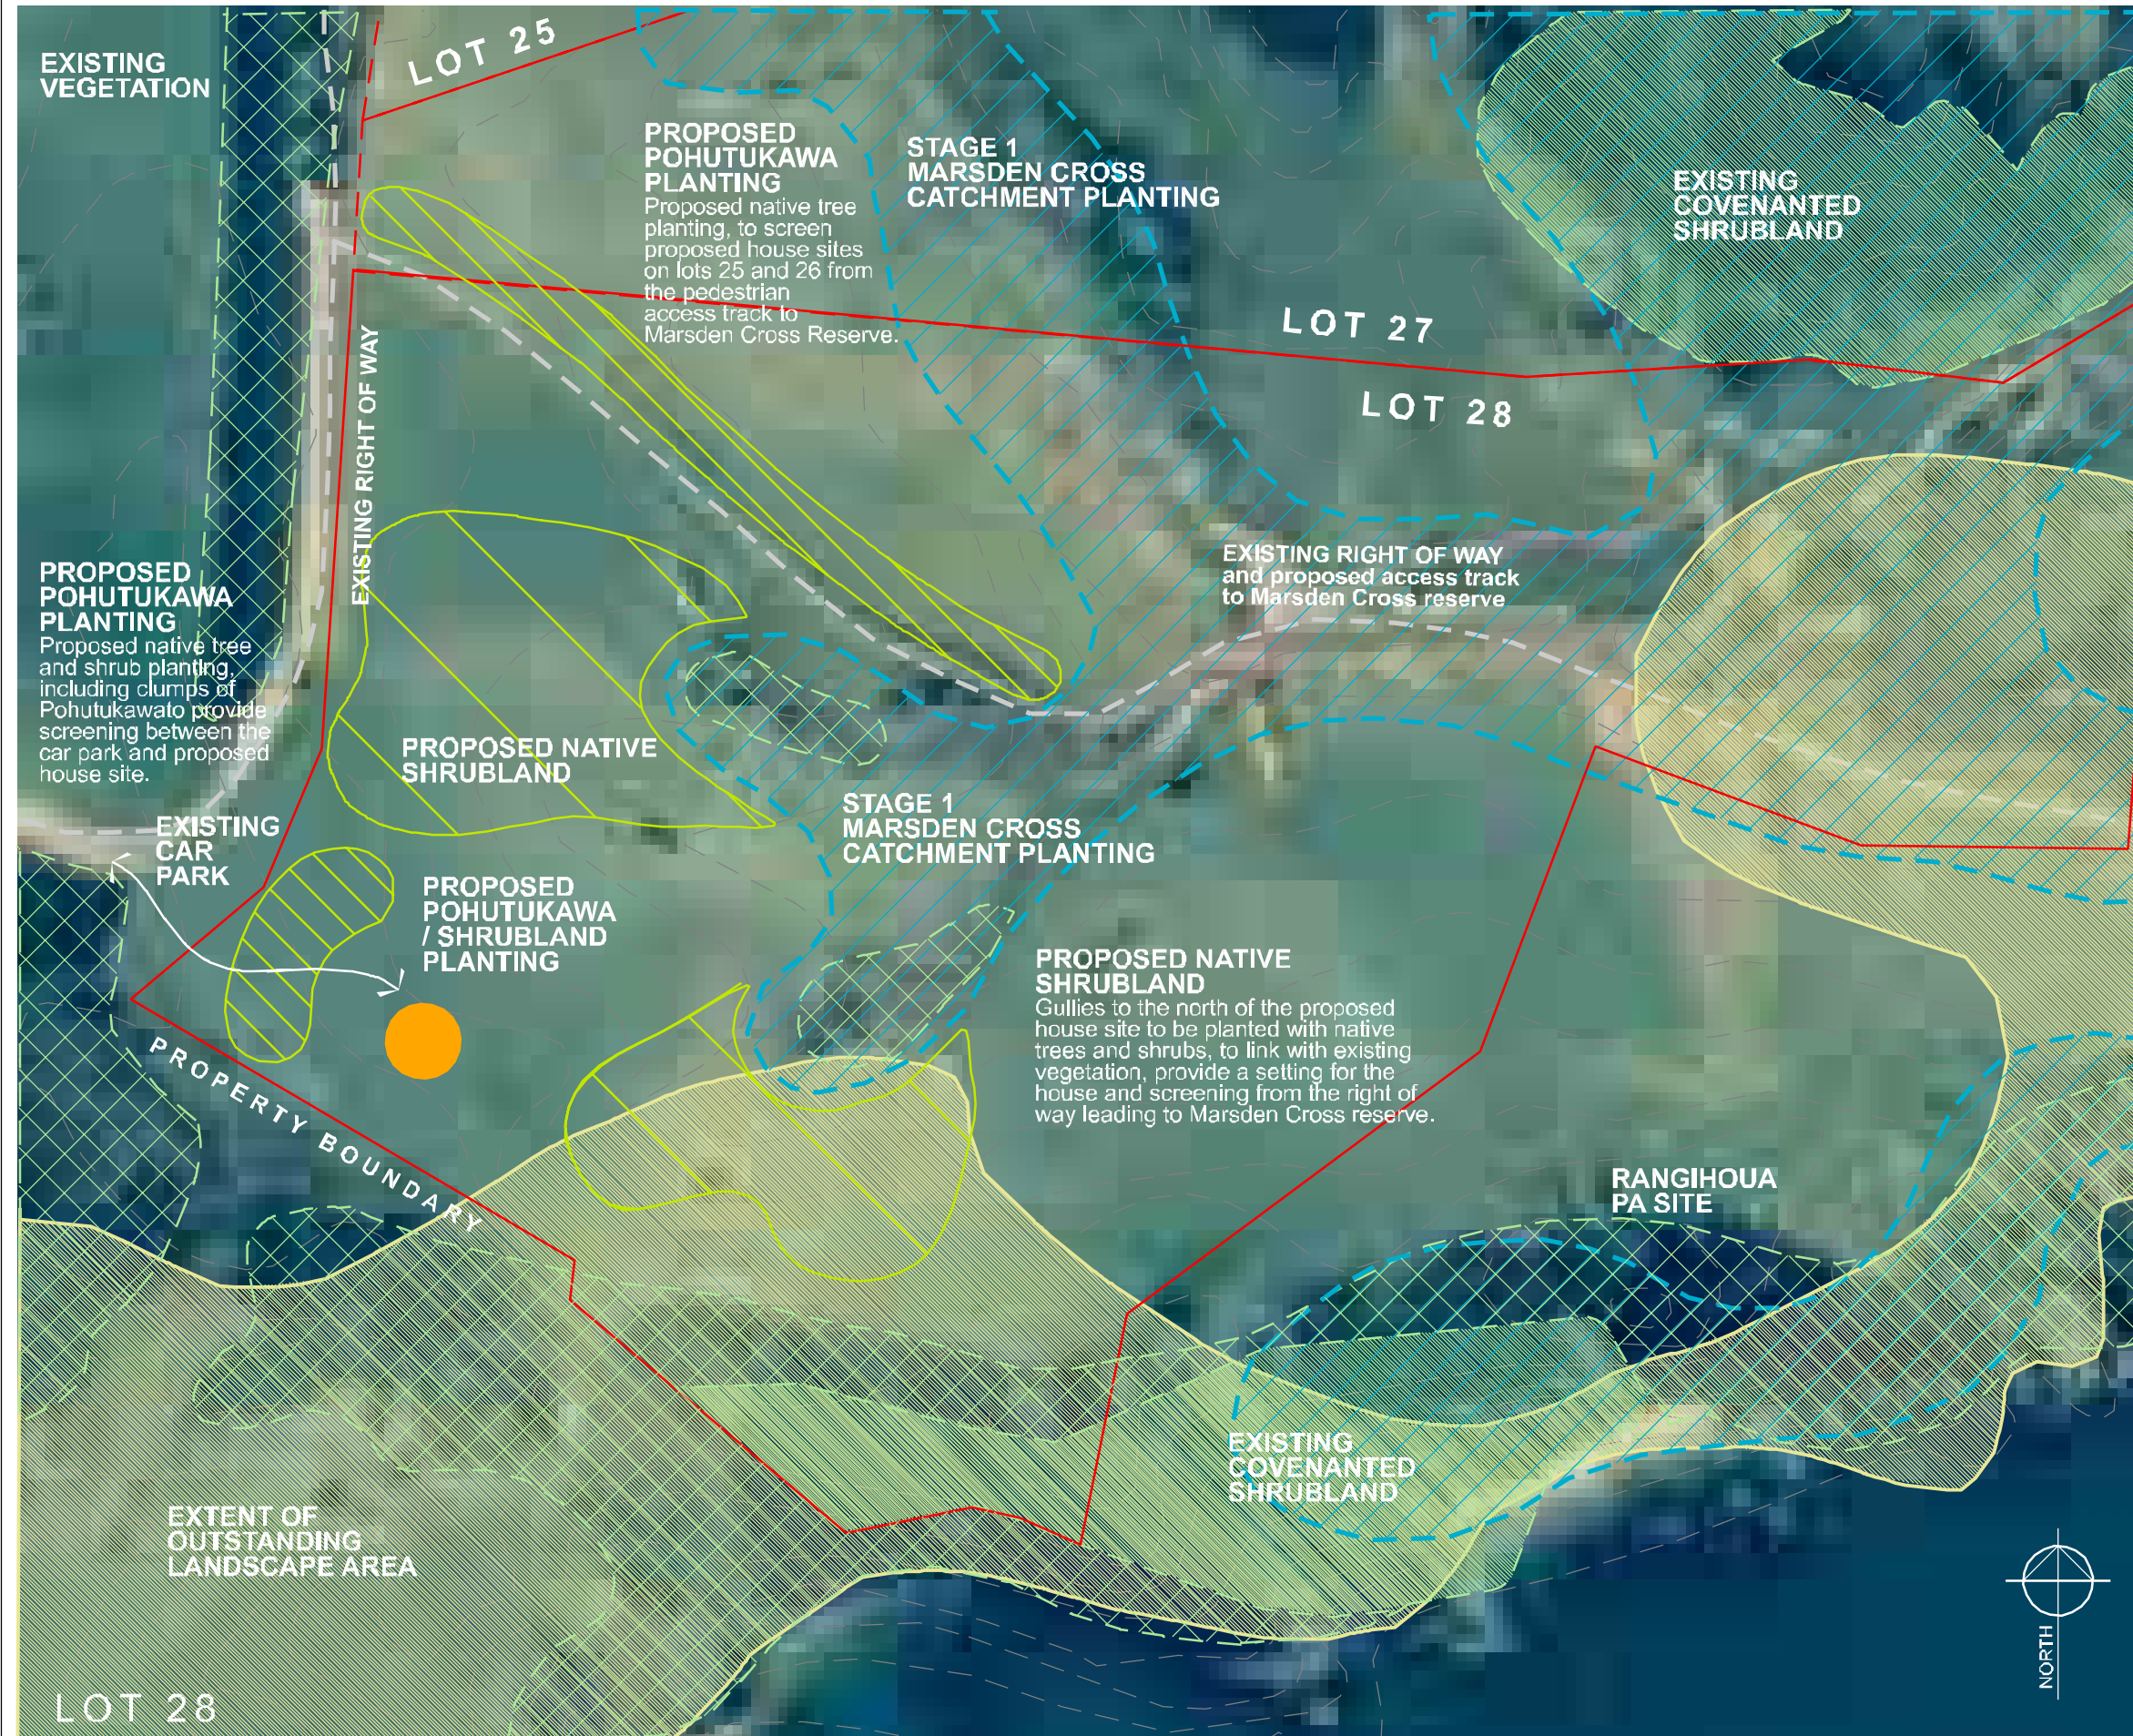 LOT 25
EXISTING
VEGETATION
PROPOSED
POHUTUKAWA
PLANTING
Proposed native tree
planting, to screen
proposed house sites
on lots 25 and 26 from
the pedestrian
access track to
Marsden Cross Reserve.
STAGE 1
MARSDEN CROSS
CATCHMENT PLANTING
EXISTING
COVENANTED
SHRUBLAND
LOT 27
LOT 28
EXISTING RIGHT OF WAY
EXISTING RIGHT OF WAY
and proposed access track
to Marsden Cross reserve
PROPOSED
POHUTUKAWA
PLANTING
Proposed native tree
and shrub planting,
including clumps of
Pohutukawato provide
screening between the
car park and proposed
house site.
PROPOSED NATIVE
SHRUBLAND
STAGE 1
MARSDEN CROSS
CATCHMENT PLANTING
EXISTING
CAR
PARK
PROPOSED
POHUTUKAWA
/ SHRUBLAND
PLANTING
PROPOSED NATIVE
SHRUBLAND
Gullies to the north of the proposed
house site to be planted with native
trees and shrubs, to link with existing
vegetation, provide a setting for the
house and screening from the right of
way leading to Marsden Cross reserve.
PROPERTY BOUNDARY
RANGIHOUA
PA SITE
EXISTING
COVENANTED
SHRUBLAND
EXTENT OF
OUTSTANDING
LANDSCAPE AREA
NORTH
LOT 28